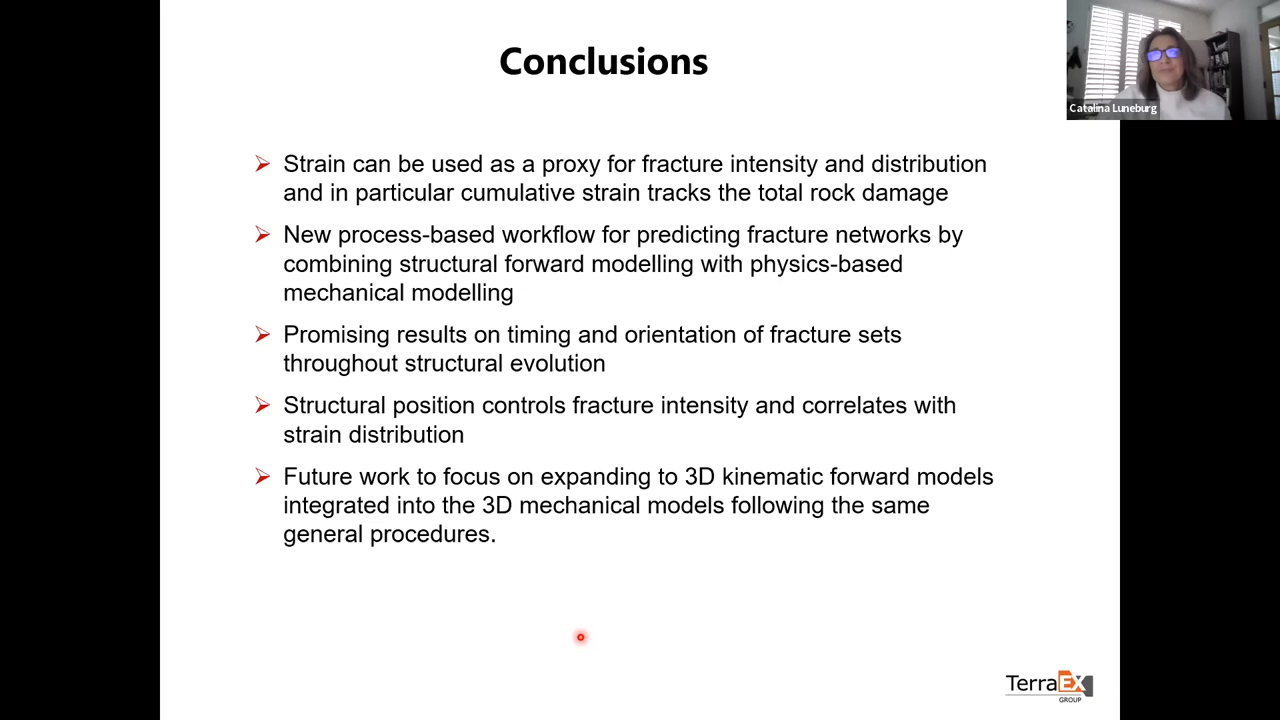 Conclusions
Catalina Luneburg
Strain can be used as a proxy for fracture intensity and distribution
and in particular cumulative strain tracks the total rock damage
New process-based workflow for predicting fracture networks by
combining structural forward modelling with physics-based
mechanical modelling
Promising results on timing and orientation of fracture sets
throughout structural evolution
Structural position controls fracture intensity and correlates with
strain distribution
Future work to focus on expanding to 3D kinematic forward models
integrated into the 3D mechanical models following the same
general procedures.
TerraEX
GROUP